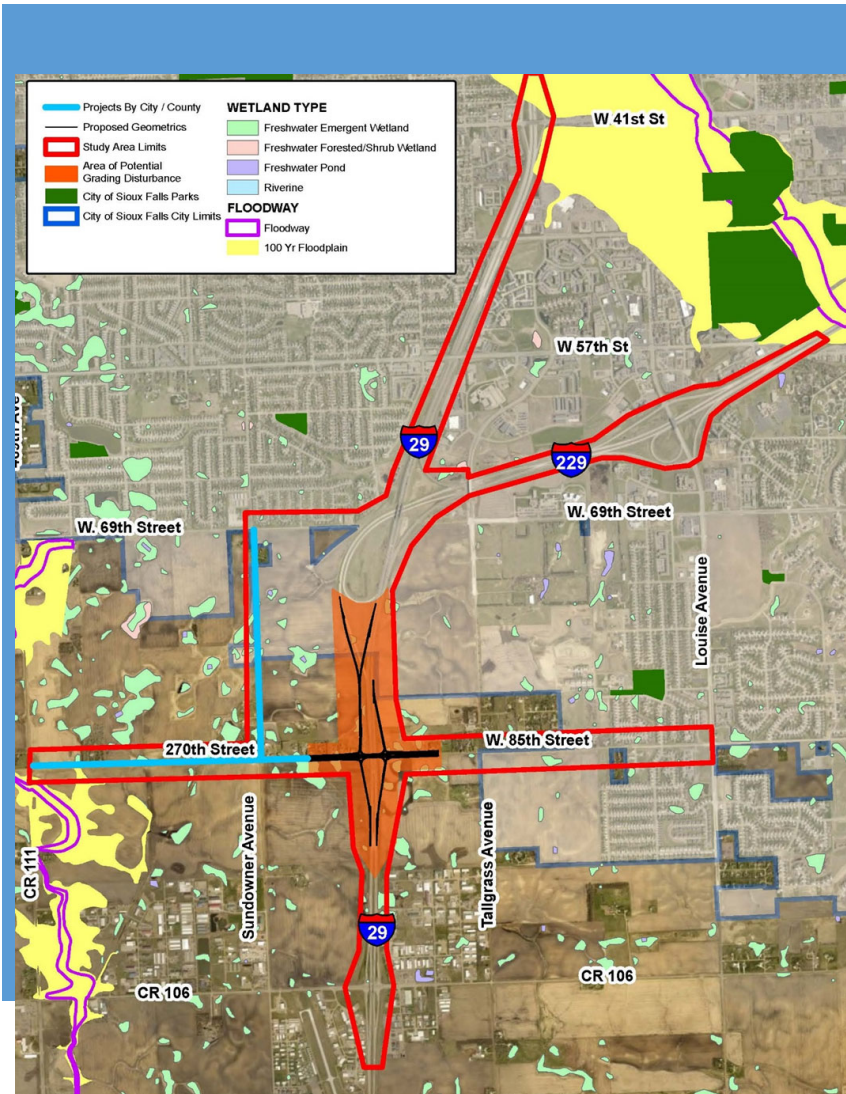 Projects By City / County
Proposed Geometrics
Study Area Limits
Area of Potential
Grading Disturbance
City of Sioux Falls Parks
City of Sioux Falls City Limits
WETLAND TYPE
Freshwater Emergent Wetland
Freshwater Forested/Shrub Wetland
Freshwater Pond
Riverine
FLOODWAY
Floodway
100 Yr Floodplain
W 41st St
W 57th St
29
229
W. 69th Street
W. 69th Street
Louise Avenue
270th Street
W. 85th Street
CR 111
Sundowner Avenue
Tallgrass Avenue
29
CR 106
CR 106